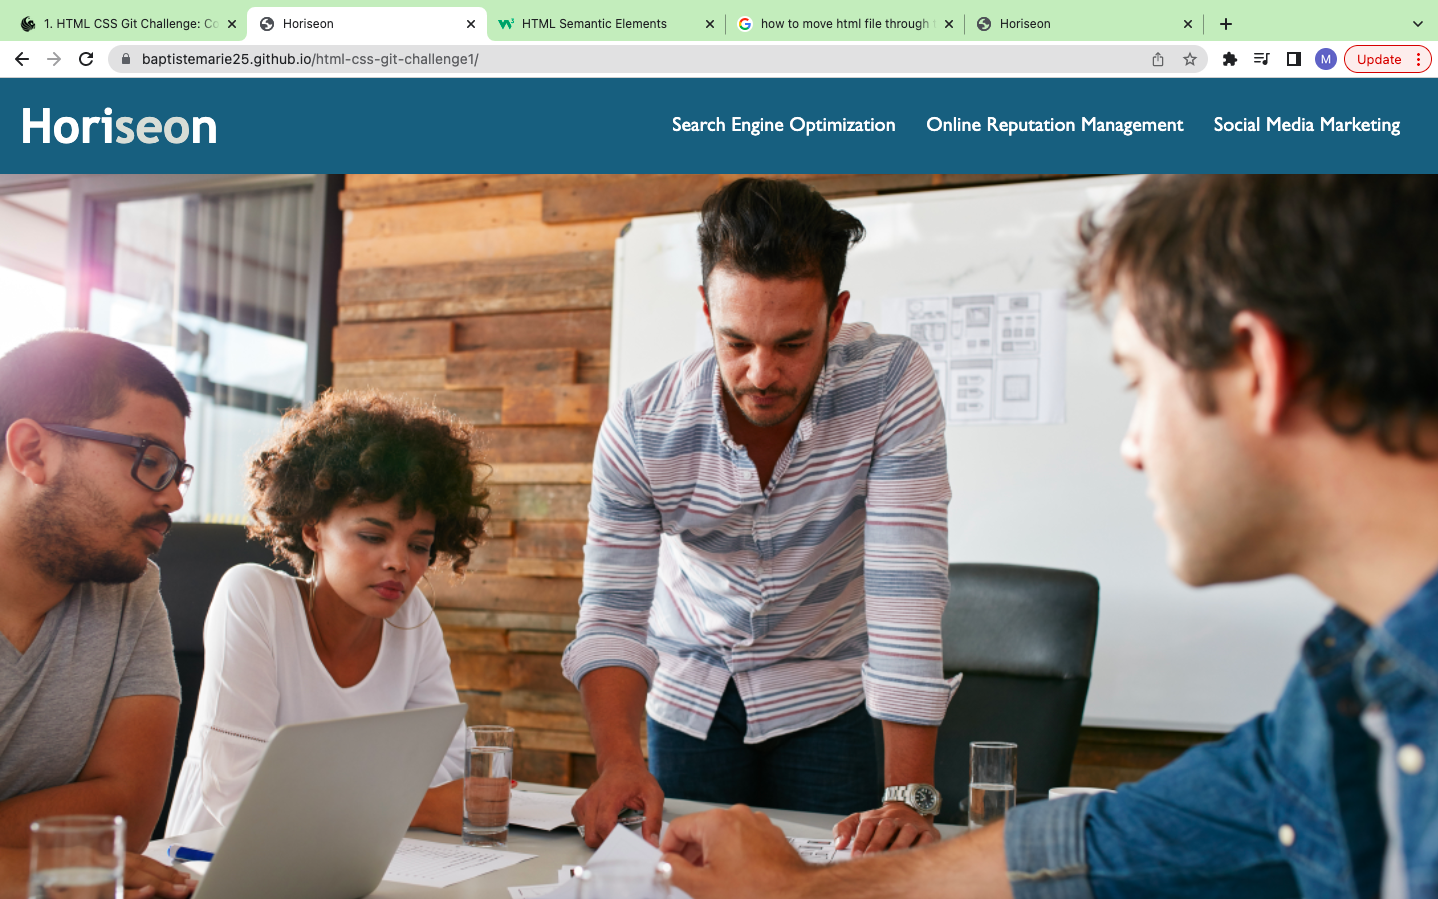 1. HTML CSS Git Challenge: Co
Horiseon
HTML Semantic Elements
how to move html file through
Horiseon
baptistemarie25.github.io/html-css-git-challenge1/
M
Update
Horiseon
Search Engine Optimization
Online Reputation Management
Social Media Marketing